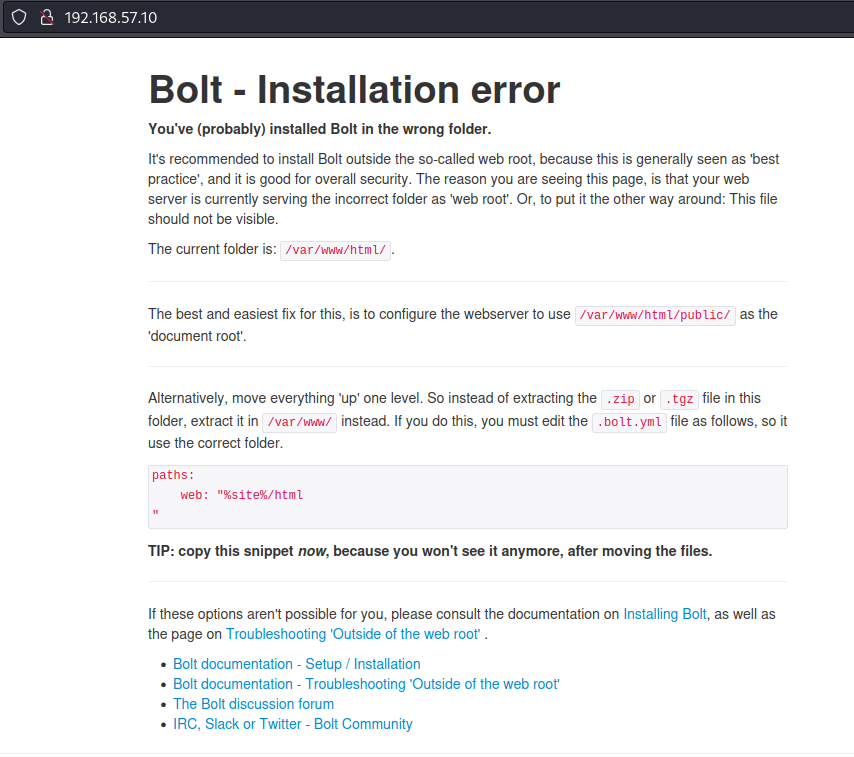 192.168.57.10
Bolt - Installation error
You've (probably) installed Bolt in the wrong folder.
It's recommended to install Bolt outside the so-called web root, because this is generally seen as 'best
practice', and it is good for overall security. The reason you are seeing this page, is that your web
server is currently serving the incorrect folder as 'web root'. Or, to put it the other way around: This file
should not be visible.
The current folder is: /var/www/html/ .
The best and easiest fix for this, is to configure the webserver to use /var/www/html/public/ as the
'document root'.
Alternatively, move everything 'up' one level. So instead of extracting the .zip or .tgz file in this
folder, extract it in /var/www/ instead. If you do this, you must edit the .bolt.yml file as follows, so it
use the correct folder.
paths:
    web: "%site%/html
"
TIP: copy this snippet now, because you won't see it anymore, after moving the files.
If these options aren't possible for you, please consult the documentation on Installing Bolt, as well as
the page on Troubleshooting 'Outside of the web root' .
• Bolt documentation - Setup / Installation
• Bolt documentation - Troubleshooting 'Outside of the web root'
• The Bolt discussion forum
• IRC, Slack or Twitter - Bolt Community